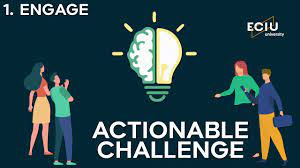 1. ENGAGE
ECIU
university
ACTIONABLE
CHALLENGE